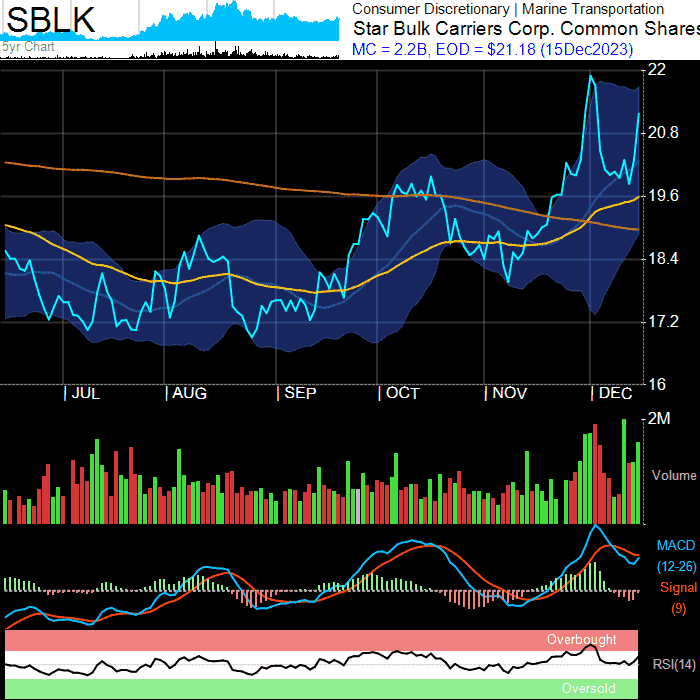 SBLK
5yr Chart
Consumer Discretionary | Marine Transportation
Star Bulk Carriers Corp. Common Shares
MC = 2.2B, EOD = $21.18 (15Dec2023)
22
20.8
19.6
18.4
17.2
16
| JUL | AUG | SEP | OCT | NOV | DEC
2M
Volume
MACD
(12-26)
Signal
(9)
Overbought
RSI(14)
Oversold